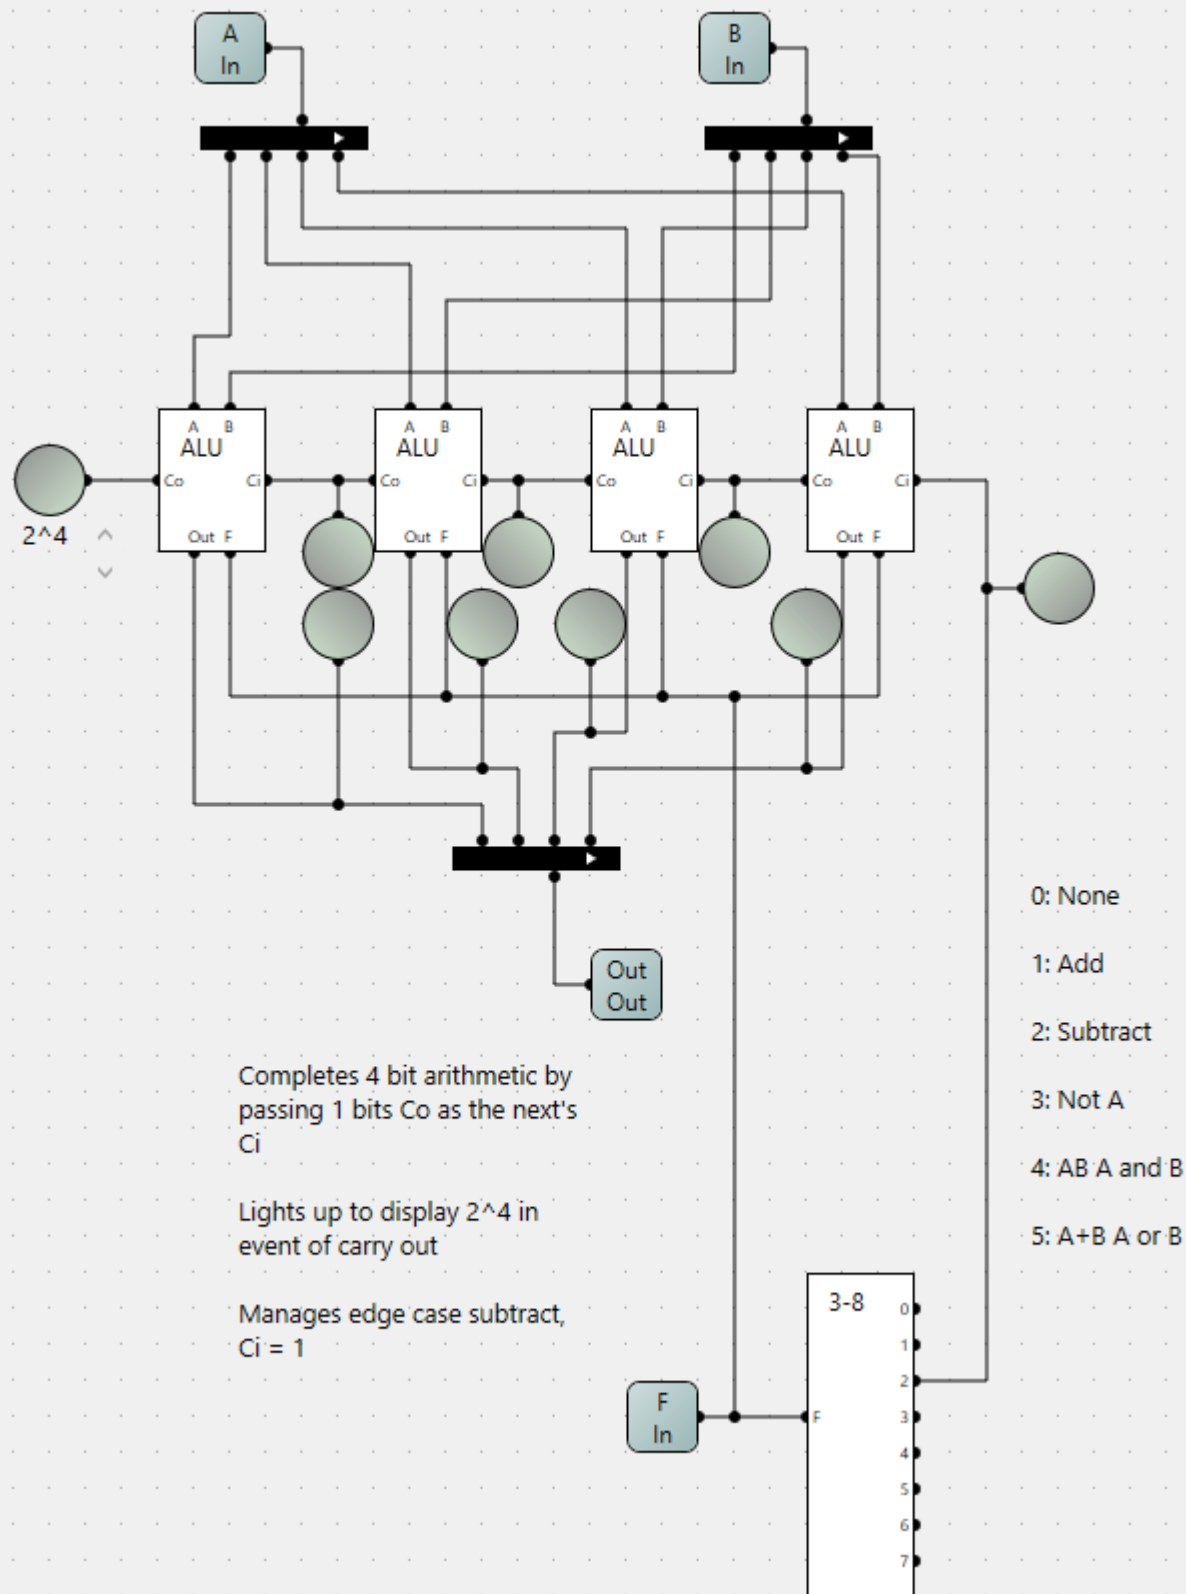 A
In
B
In
A B
ALU
Co Ci
Out F
A B
ALU
Co Ci
Out F
A B
ALU
Co Ci
Out F
A B
ALU
Co Ci
Out F
2^4
Out
Out
0: None
1: Add
2: Subtract
3: Not A
4: AB A and B
5: A+B A or B
Completes 4 bit arithmetic by
passing 1 bits Co as the next's
Ci
Lights up to display 2^4 in
event of carry out
Manages edge case subtract,
Ci = 1
F
In
3-8
F
0
1
2
3
4
5
6
7